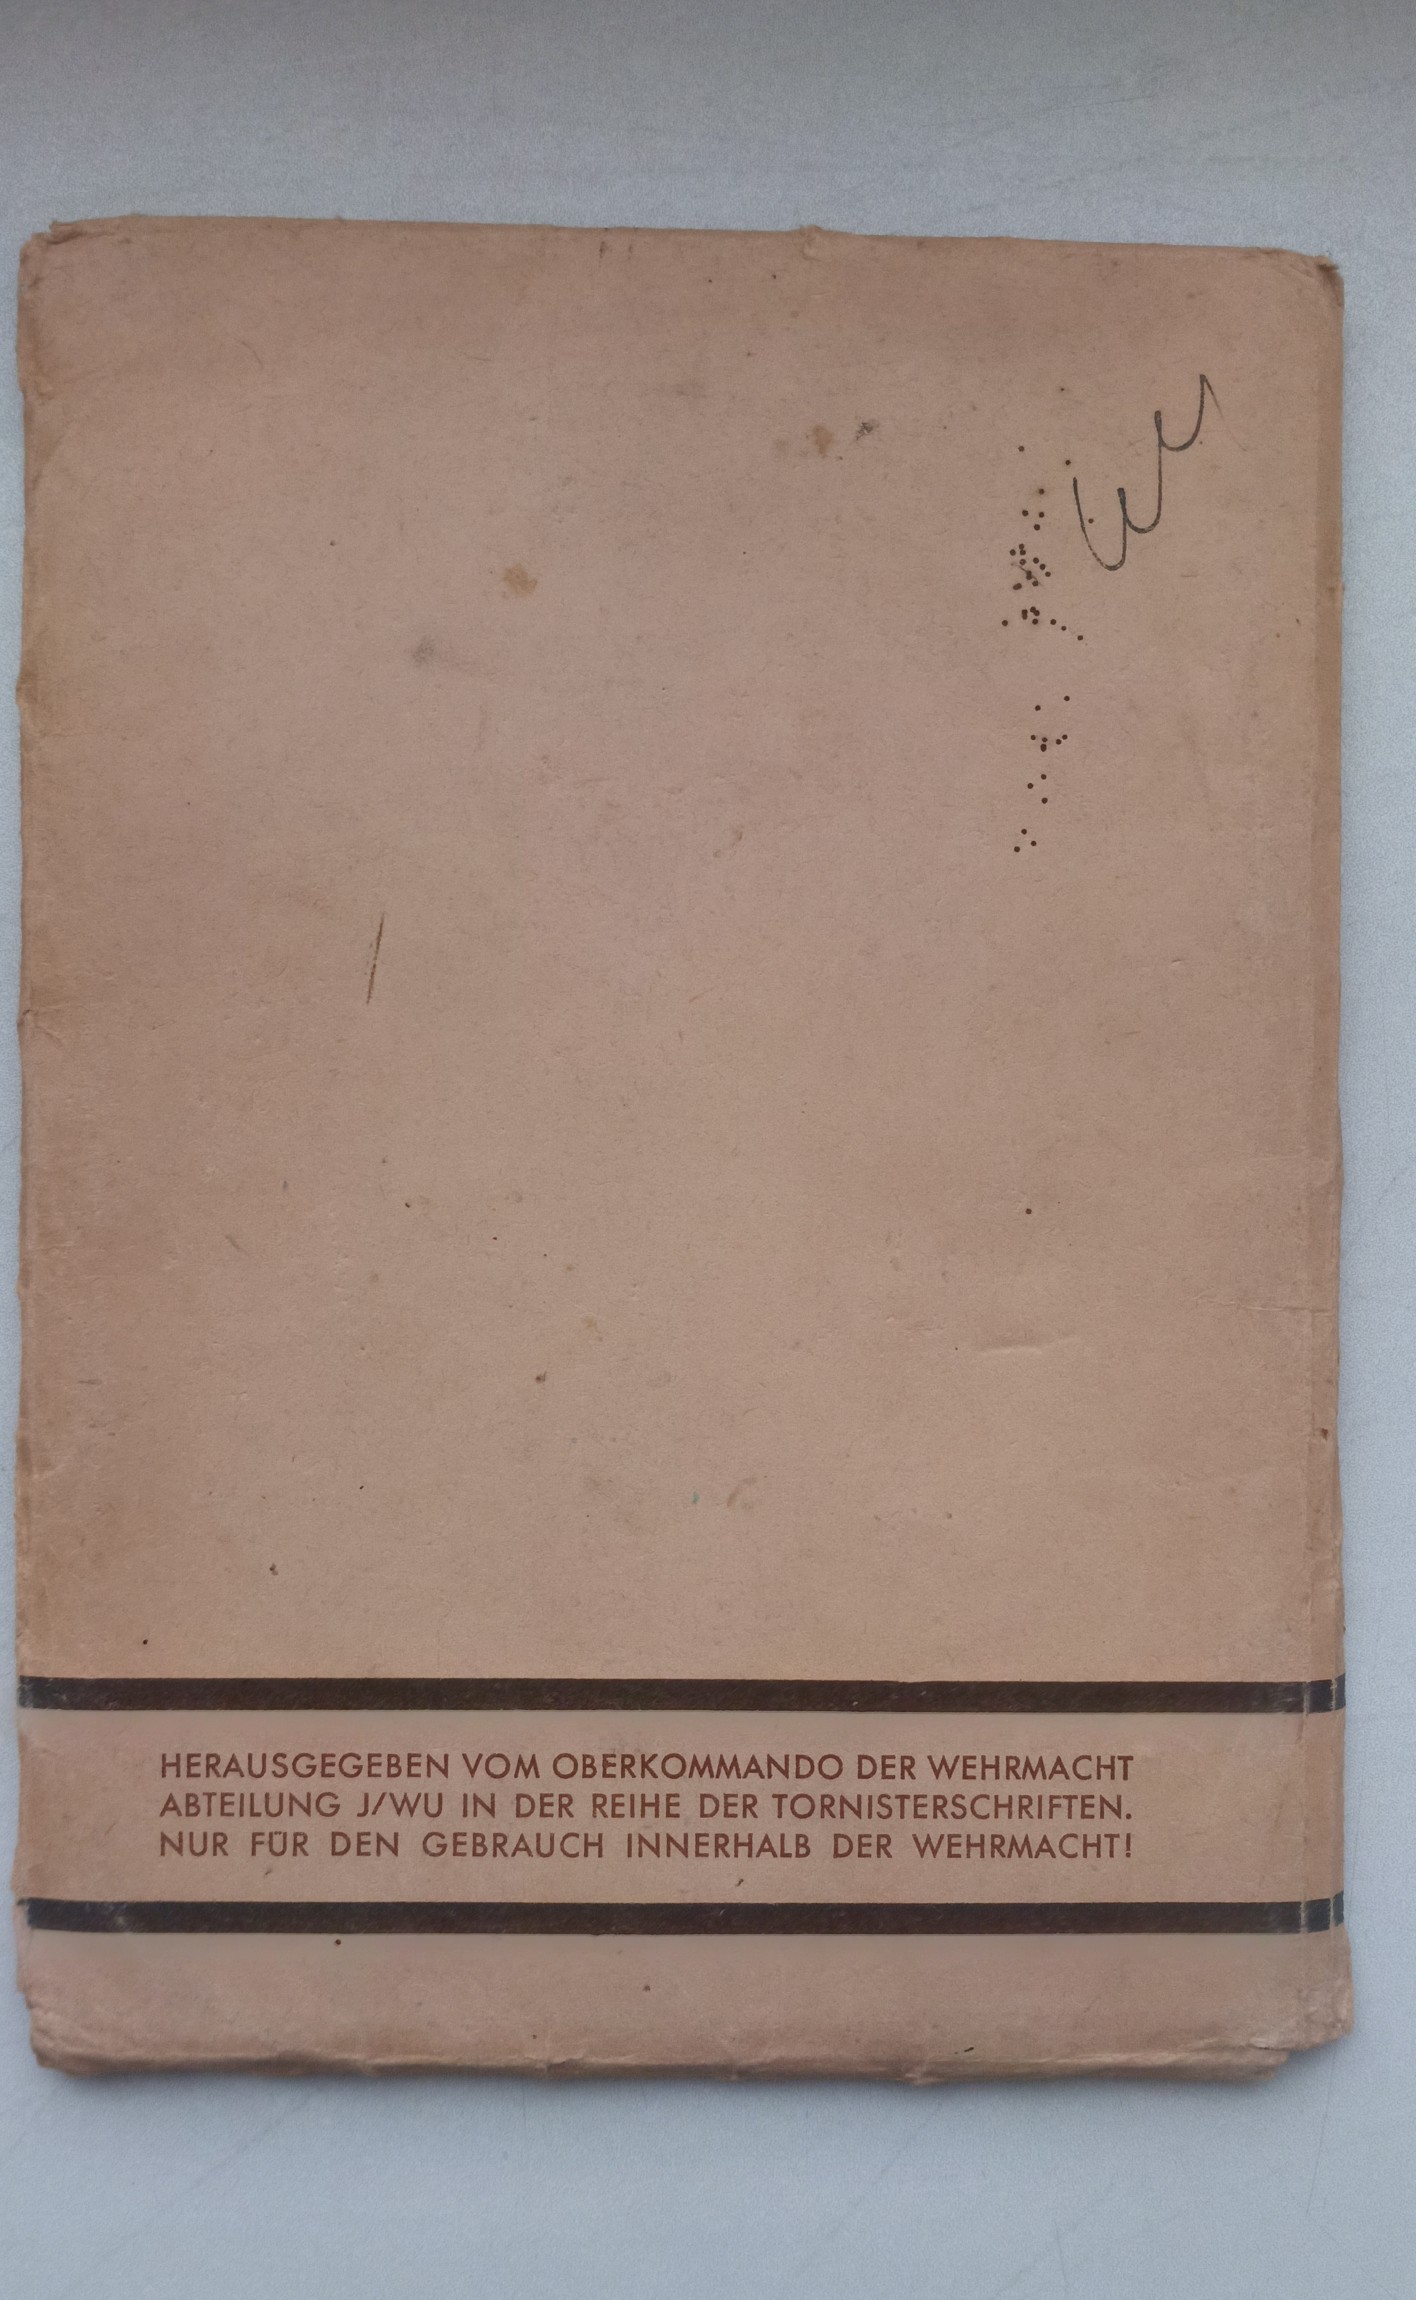 HERAUSGEGEBEN VOM OBERKOMMANDO DER WEHRMACHT
ABTEILUNG J/WU IN DER REIHE DER TORNISTERSCHRIFTEN.
NUR FÜR DEN GEBRAUCH INNERHALB DER WEHRMACHT!